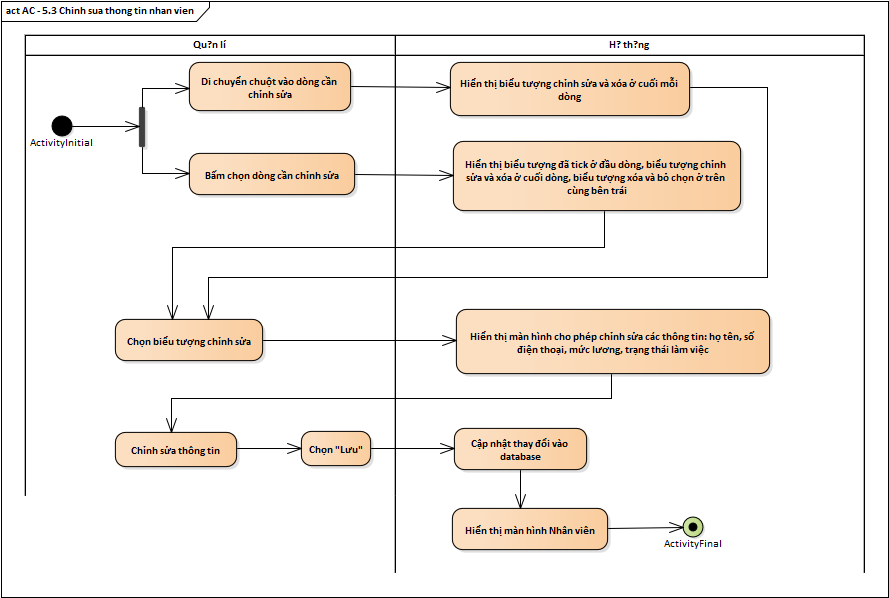 act AC - 5.3 Chinh sua thong tin nhan vien
Qu?n lí
H? th?ng
Di chuyển chuột vào dòng cần
chỉnh sửa
Hiển thị biểu tượng chỉnh sửa và xóa ở cuối mỗi
dòng
ActivityInitial
Bấm chọn dòng cần chỉnh sửa
Hiển thị biểu tượng đã tick ở đầu dòng, biểu tượng chỉnh
sửa và xóa ở cuối dòng, biểu tượng xóa và bỏ chọn ở trên
cùng bên trái
Chọn biểu tượng chỉnh sửa
Hiển thị màn hình cho phép chỉnh sửa các thông tin: họ tên, số
điện thoại, mức lương, trạng thái làm việc
Chỉnh sửa thông tin
Chọn "Lưu"
Cập nhật thay đổi vào
database
Hiển thị màn hình Nhân viên
ActivityFinal